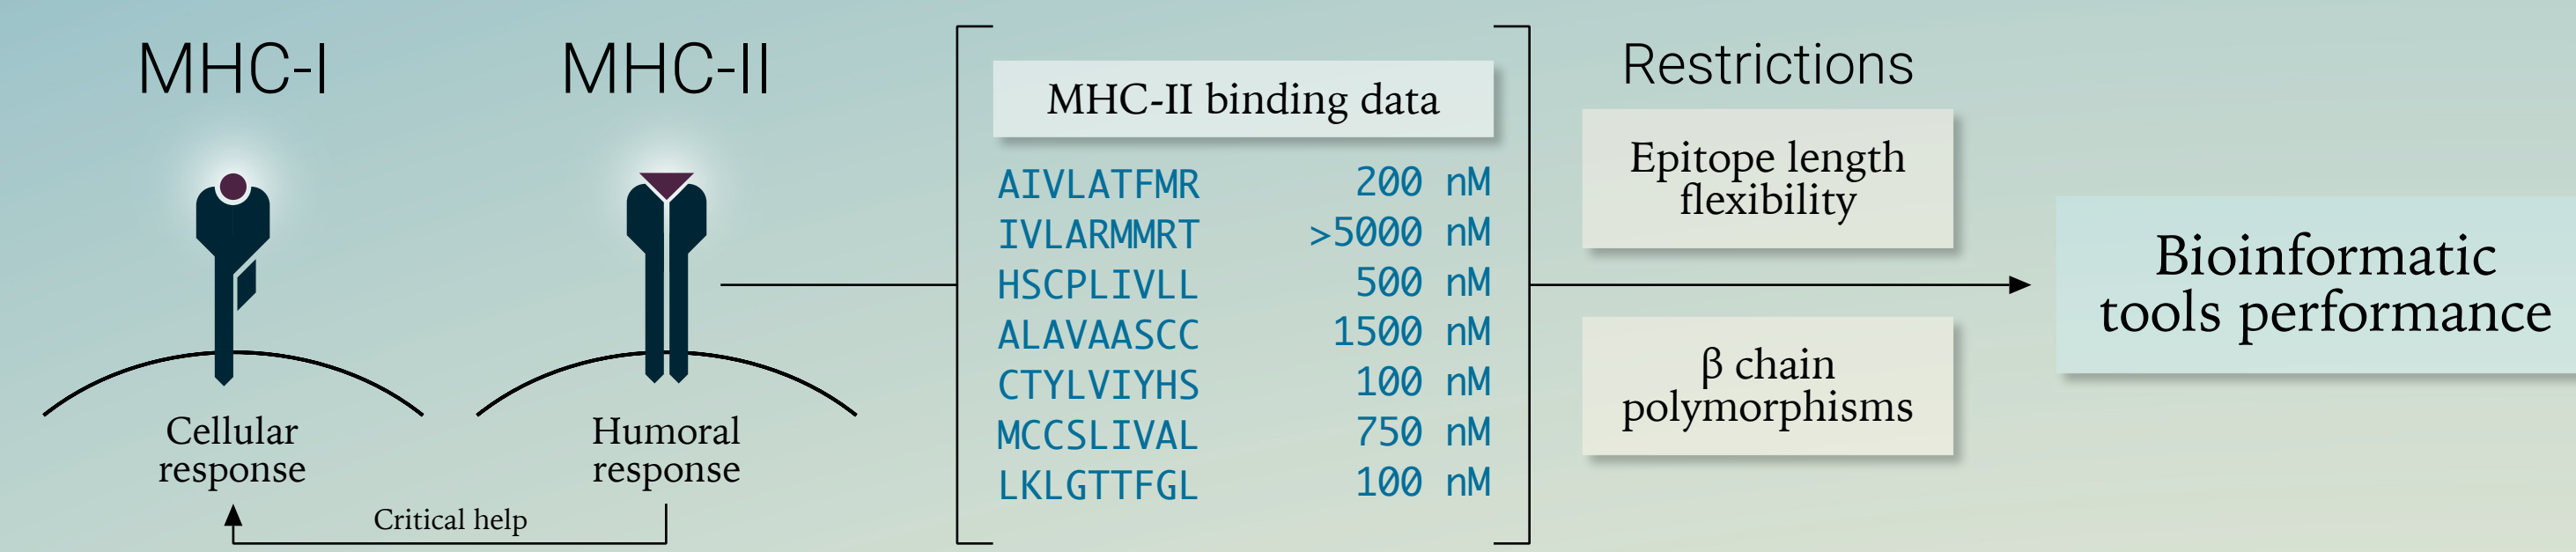 MHC-I
MHC-II
Cellular
response
Humoral
response
Critical help
MHC-II binding data
AIVLATFMR 200 nM
IVLARMMRT >5000 nM
HSCPLIVLL 500 nM
ALAVAASCC 1500 nM
CTYLVIYHS 100 nM
MCCSLIVAL 750 nM
LKLGTTFGL 100 nM
Restrictions
Epitope length
flexibility
β chain
polymorphisms
Bioinformatic
tools performance